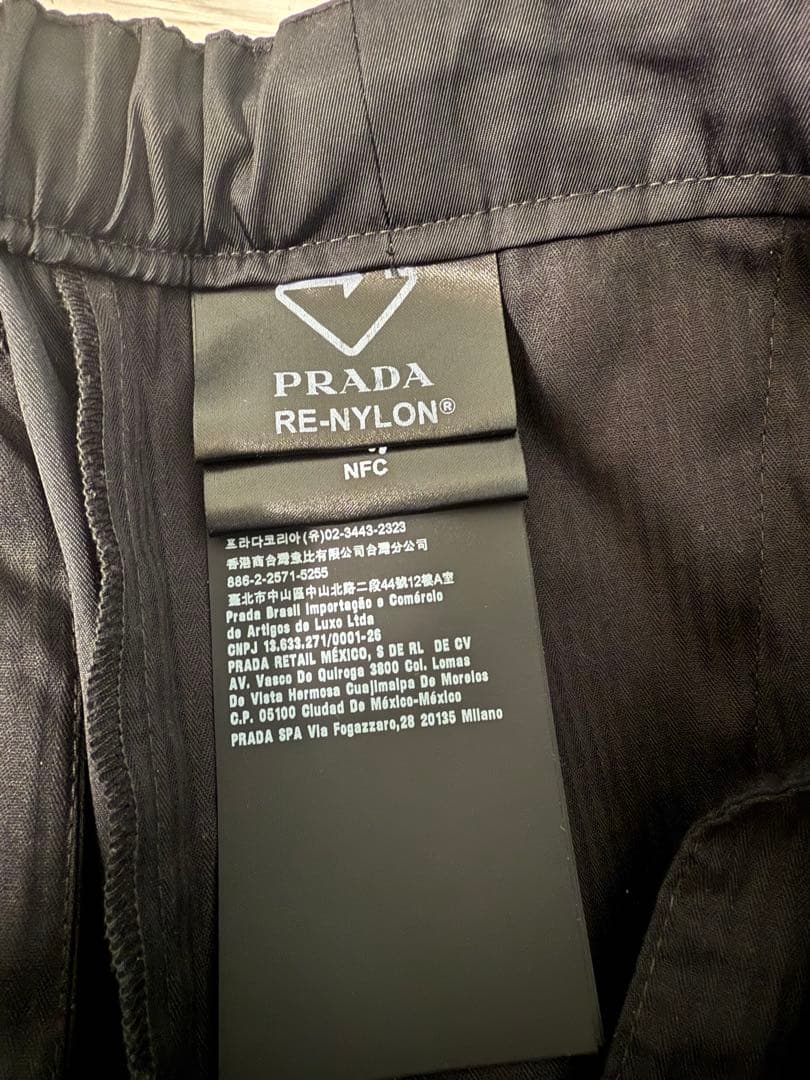 PRADA
RE-NYLON®
NFC
프라다코리아(유)02-3443-2323
香港商台灣意比有限公司台灣分公司
886-2-2571-5255
臺北市中山區中山北路二段44號12樓A室
Prada Brasil Importação e Comércio
de Artigos de Luxo Ltda
CNPJ 13.633.271/0001-26
PRADA RETAIL MÉXICO, S DE RL DE CV
AV. Vasco De Quiroga 3800 Col. Lomas
De Vista Hermosa Cuajimalpa De Morelos
C.P. 05100 Ciudad De México-México
PRADA SPA Via Fogazzaro,28 20135 Milano